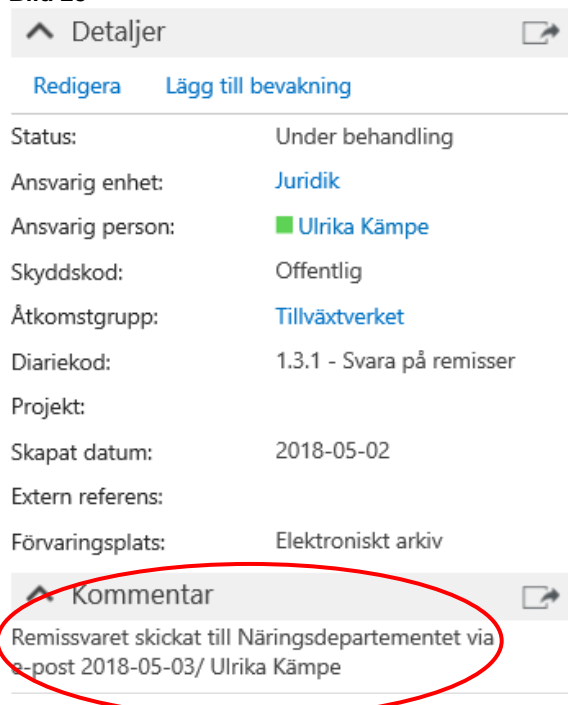 Detaljer
Redigera Lägg till bevakning
Status: Under behandling
Ansvarig enhet: Juridik
Ansvarig person: Ulrika Kämpe
Skyddskod: Offentlig
Åtkomstgrupp: Tillväxtverket
Diariekod: 1.3.1 - Svara på remisser
Projekt:
Skapat datum: 2018-05-02
Extern referens:
Förvaringsplats: Elektroniskt arkiv
Kommentar
Remissvaret skickat till Näringsdepartementet via
e-post 2018-05-03/ Ulrika Kämpe